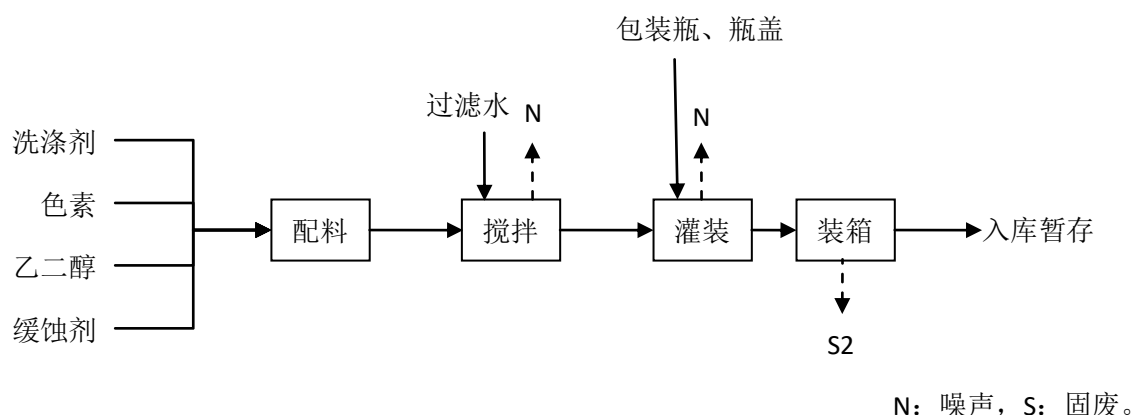 包装瓶、瓶盖
过滤水
N
N
洗涤剂
色素
乙二醇
缓蚀剂
配料
搅拌
灌装
装箱
入库暂存
S2
N：噪声，S：固废。